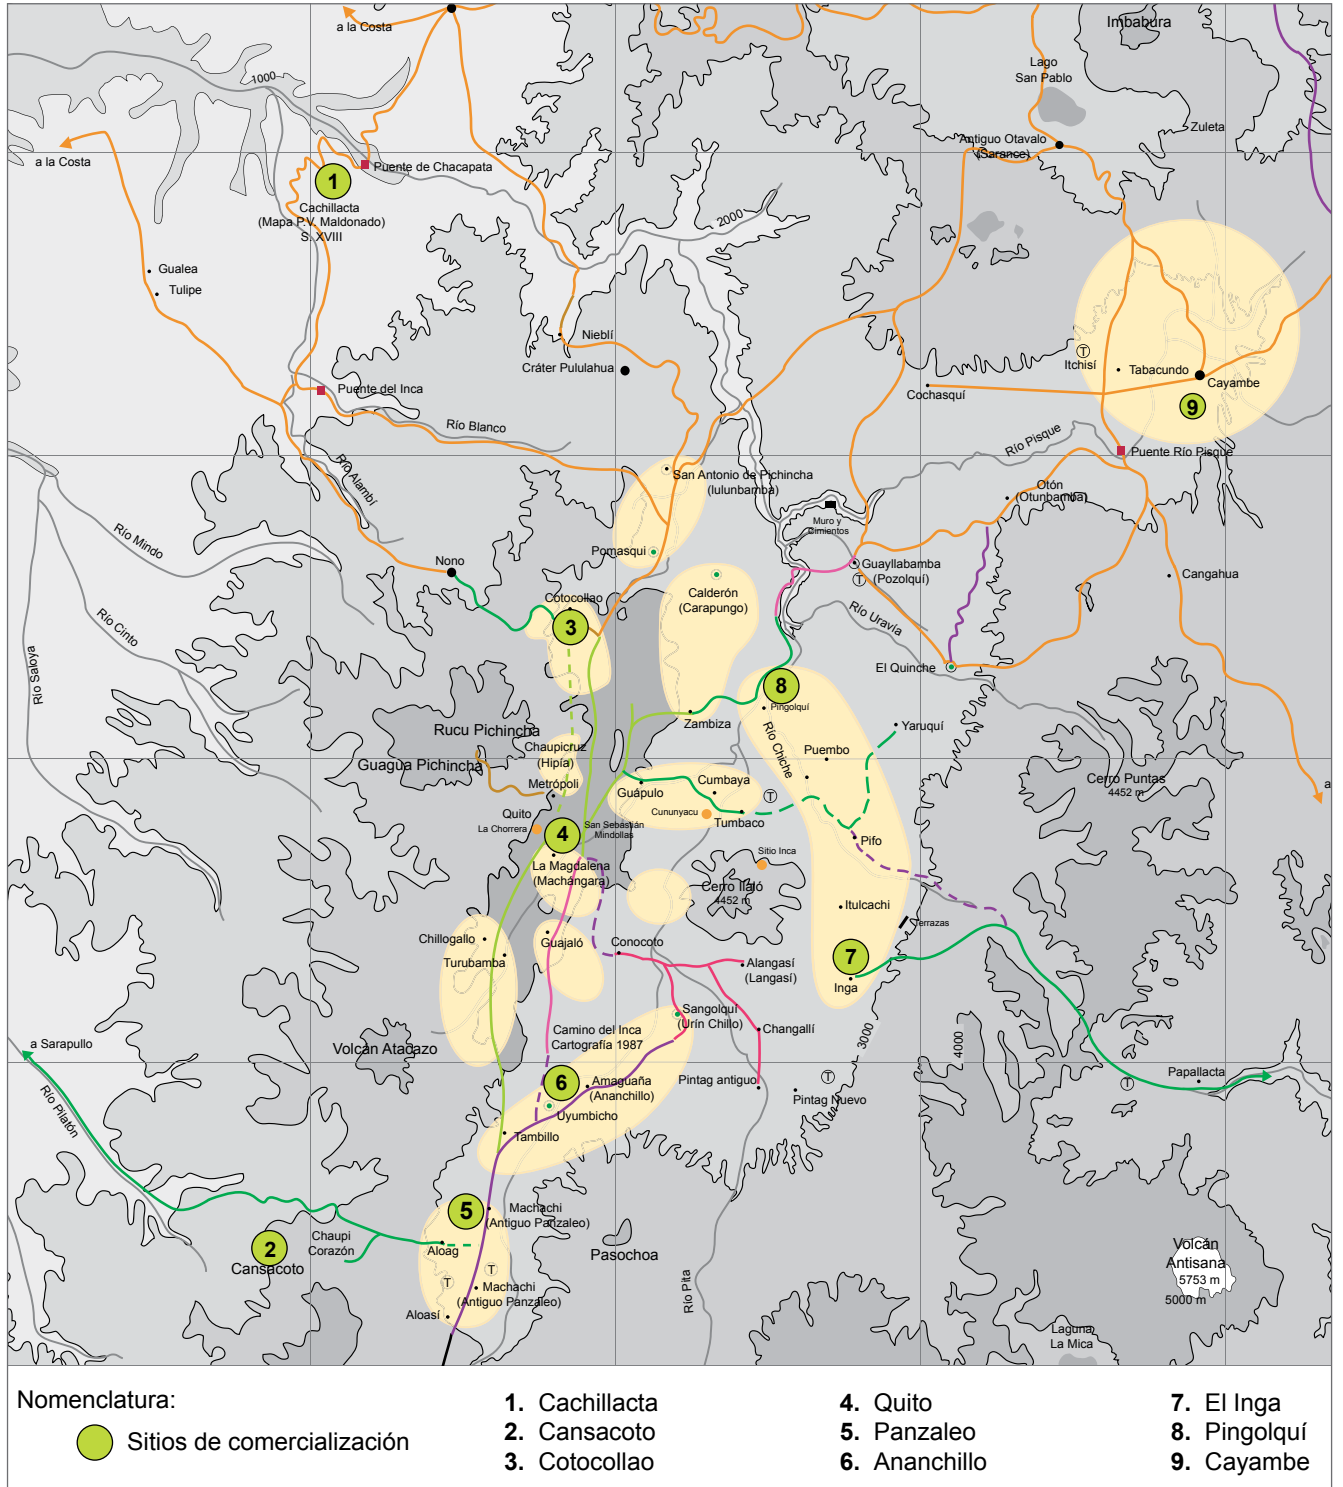 a la Costa
Imbabura
Lago
San Pablo
1000
Zuleta
Antiguo Otavalo
(Sarance)
a la Costa
Puente de Chacapata
1
Cachillacta
(Mapa P.V. Maldonado)
S. XVIII
2000
Gualea
Tulipe
Nieblí
Cráter Pululahua
Itchisí
T
Tabacundo
Cayambe
9
Puente del Inca
Cochasquí
Río Blanco
Río Pisque
Puente Río Pisque
Río Alambí
San Antonio de Pichincha
(lulunbamba)
Otón
(Otunbamba)
Río Mindo
Muro y
Cimientos
Pomasqui
Nono
Guayllabamba
(Pozolquí)
T
Cangahua
Calderón
(Carapungo)
Cotocollao
3
Río Cinto
Río Uravía
Río Saloya
El Quinche
8
Pingolquí
Zambiza
Yaruquí
Rucu Pichincha
Río Chiche
Chaupicruz
(Hipía)
Puembo
Guagua Pichincha
Metrópoli
Guápulo
Cumbaya
T
Cerro Puntas
4452 m
a
Quito
La Chorrera
4
San Sebastián
Mindollas
Cununyacu
Tumbaco
Pifo
Sitio Inca
La Magdalena
(Machángara)
Cerro Ilaló
4452 m
Itulcachi
Terrazas
Chillogallo
Guajaló
Conocoto
Turubamba
Alangasí
(Langasí)
7
Inga
Sangolquí
(Urín Chillo)
Camino del Inca
Cartografía 1987
Changallí
3000
4000
a Sarapullo
Volcán Atacazo
6
Amaguaña
(Ananchillo)
Pintag antiguo
T
Pintag Nuevo
Papallacta
T
Río Pilatón
Uyumbicho
Tambillo
5
Machachi
(Antiguo Panzaleo)
2
Cansacoto
Chaupi
Corazón
Aloag
Pasochoa
Volcán
Antisana
5753 m
5000 m
T
T
Machachi
(Antiguo Panzaleo)
Aloasí
Río Pita
Laguna
La Mica
Nomenclatura:
Sitios de comercialización
1. Cachillacta
2. Cansacoto
3. Cotocollao
4. Quito
5. Panzaleo
6. Ananchillo
7. El Inga
8. Pingolquí
9. Cayambe